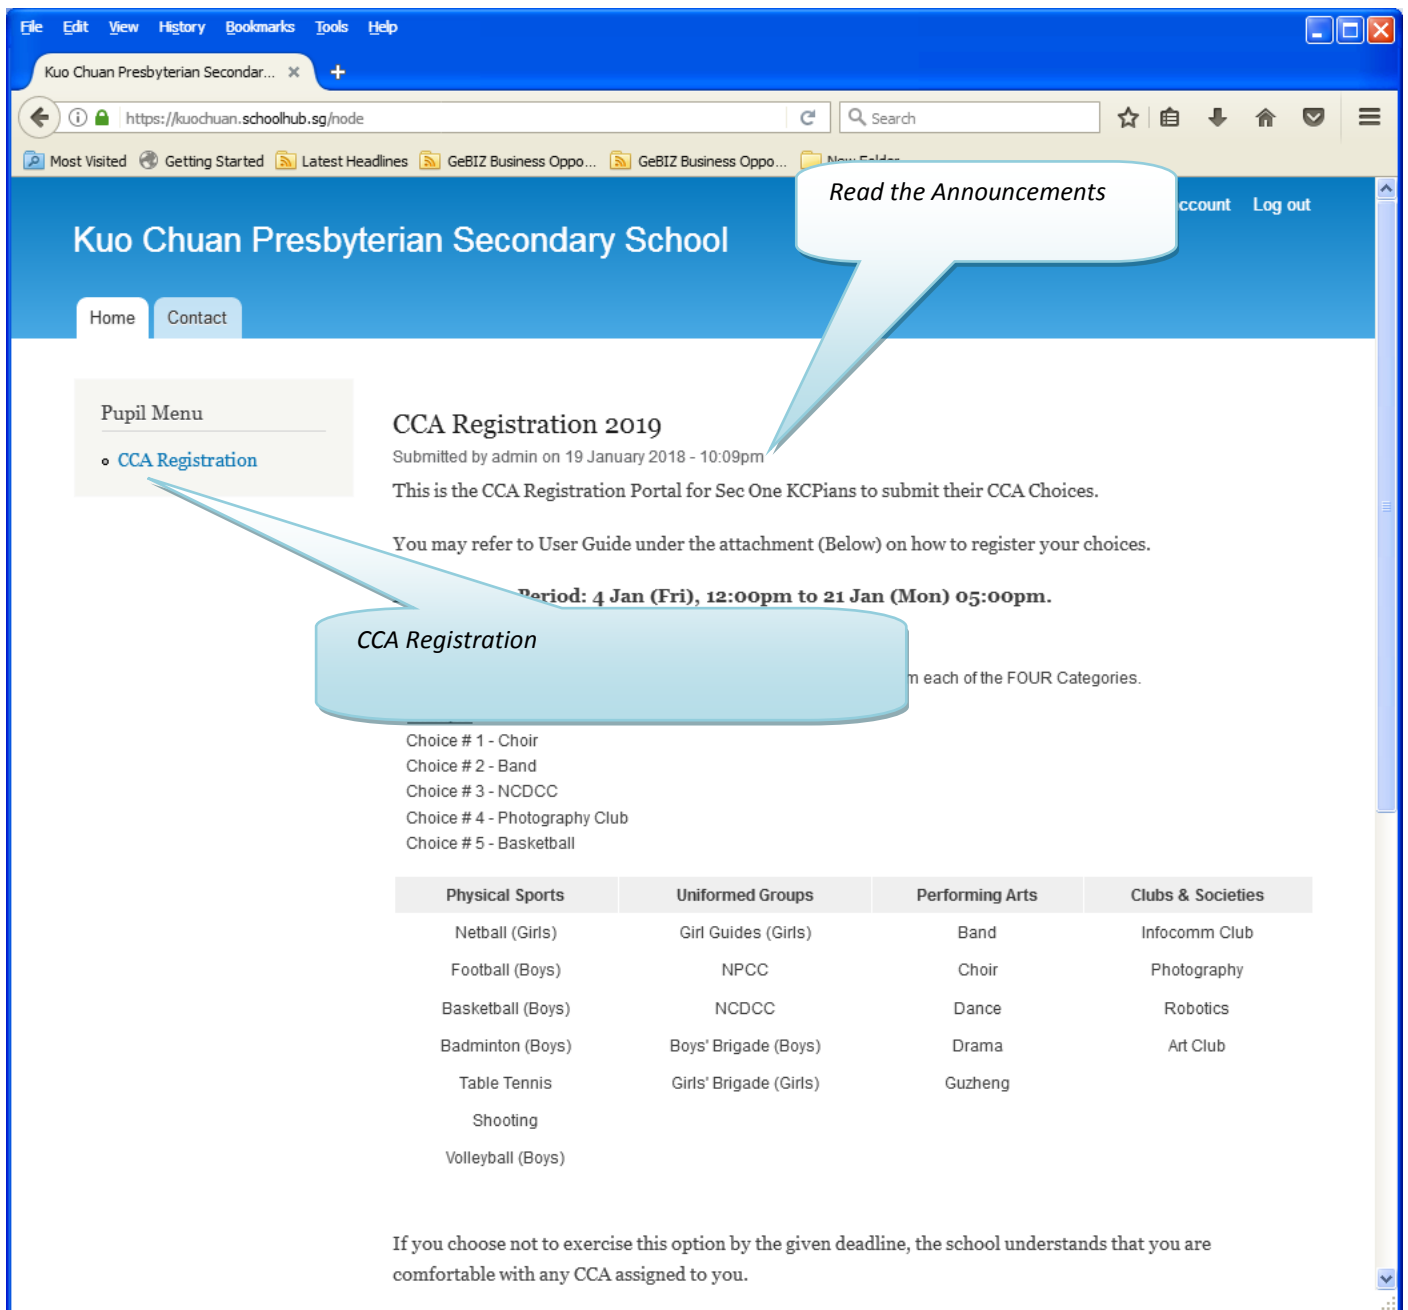 File Edit View History Bookmarks Tools Help
Kuo Chuan Presbyterian Secondar...
https://kuochuan.schoolhub.sg/node
Search
Most Visited Getting Started Latest Headlines GeBIZ Business Oppo... GeBIZ Business Oppo... New Folder
Read the Announcements
Log out
Kuo Chuan Presbyterian Secondary School
Home Contact
Pupil Menu
CCA Registration
CCA Registration 2019
Submitted by admin on 19 January 2018 - 10:09pm
This is the CCA Registration Portal for Sec One KCPians to submit their CCA Choices.
You may refer to User Guide under the attachment (Below) on how to register your choices.
Period: 4 Jan (Fri), 12:00pm to 21 Jan (Mon) 05:00pm.
CCA Registration
each of the FOUR Categories.
Choice # 1 - Choir
Choice # 2 - Band
Choice # 3 - NCDCC
Choice # 4 - Photography Club
Choice # 5 - Basketball
Physical Sports Uniformed Groups Performing Arts Clubs & Societies
Netball (Girls) Girl Guides (Girls) Band Infocomm Club
Football (Boys) NPCC Choir Photography
Basketball (Boys) NCDCC Dance Robotics
Badminton (Boys) Boys' Brigade (Boys) Drama Art Club
Table Tennis Girls' Brigade (Girls) Guzheng
Shooting
Volleyball (Boys)
If you choose not to exercise this option by the given deadline, the school understands that you are
comfortable with any CCA assigned to you.